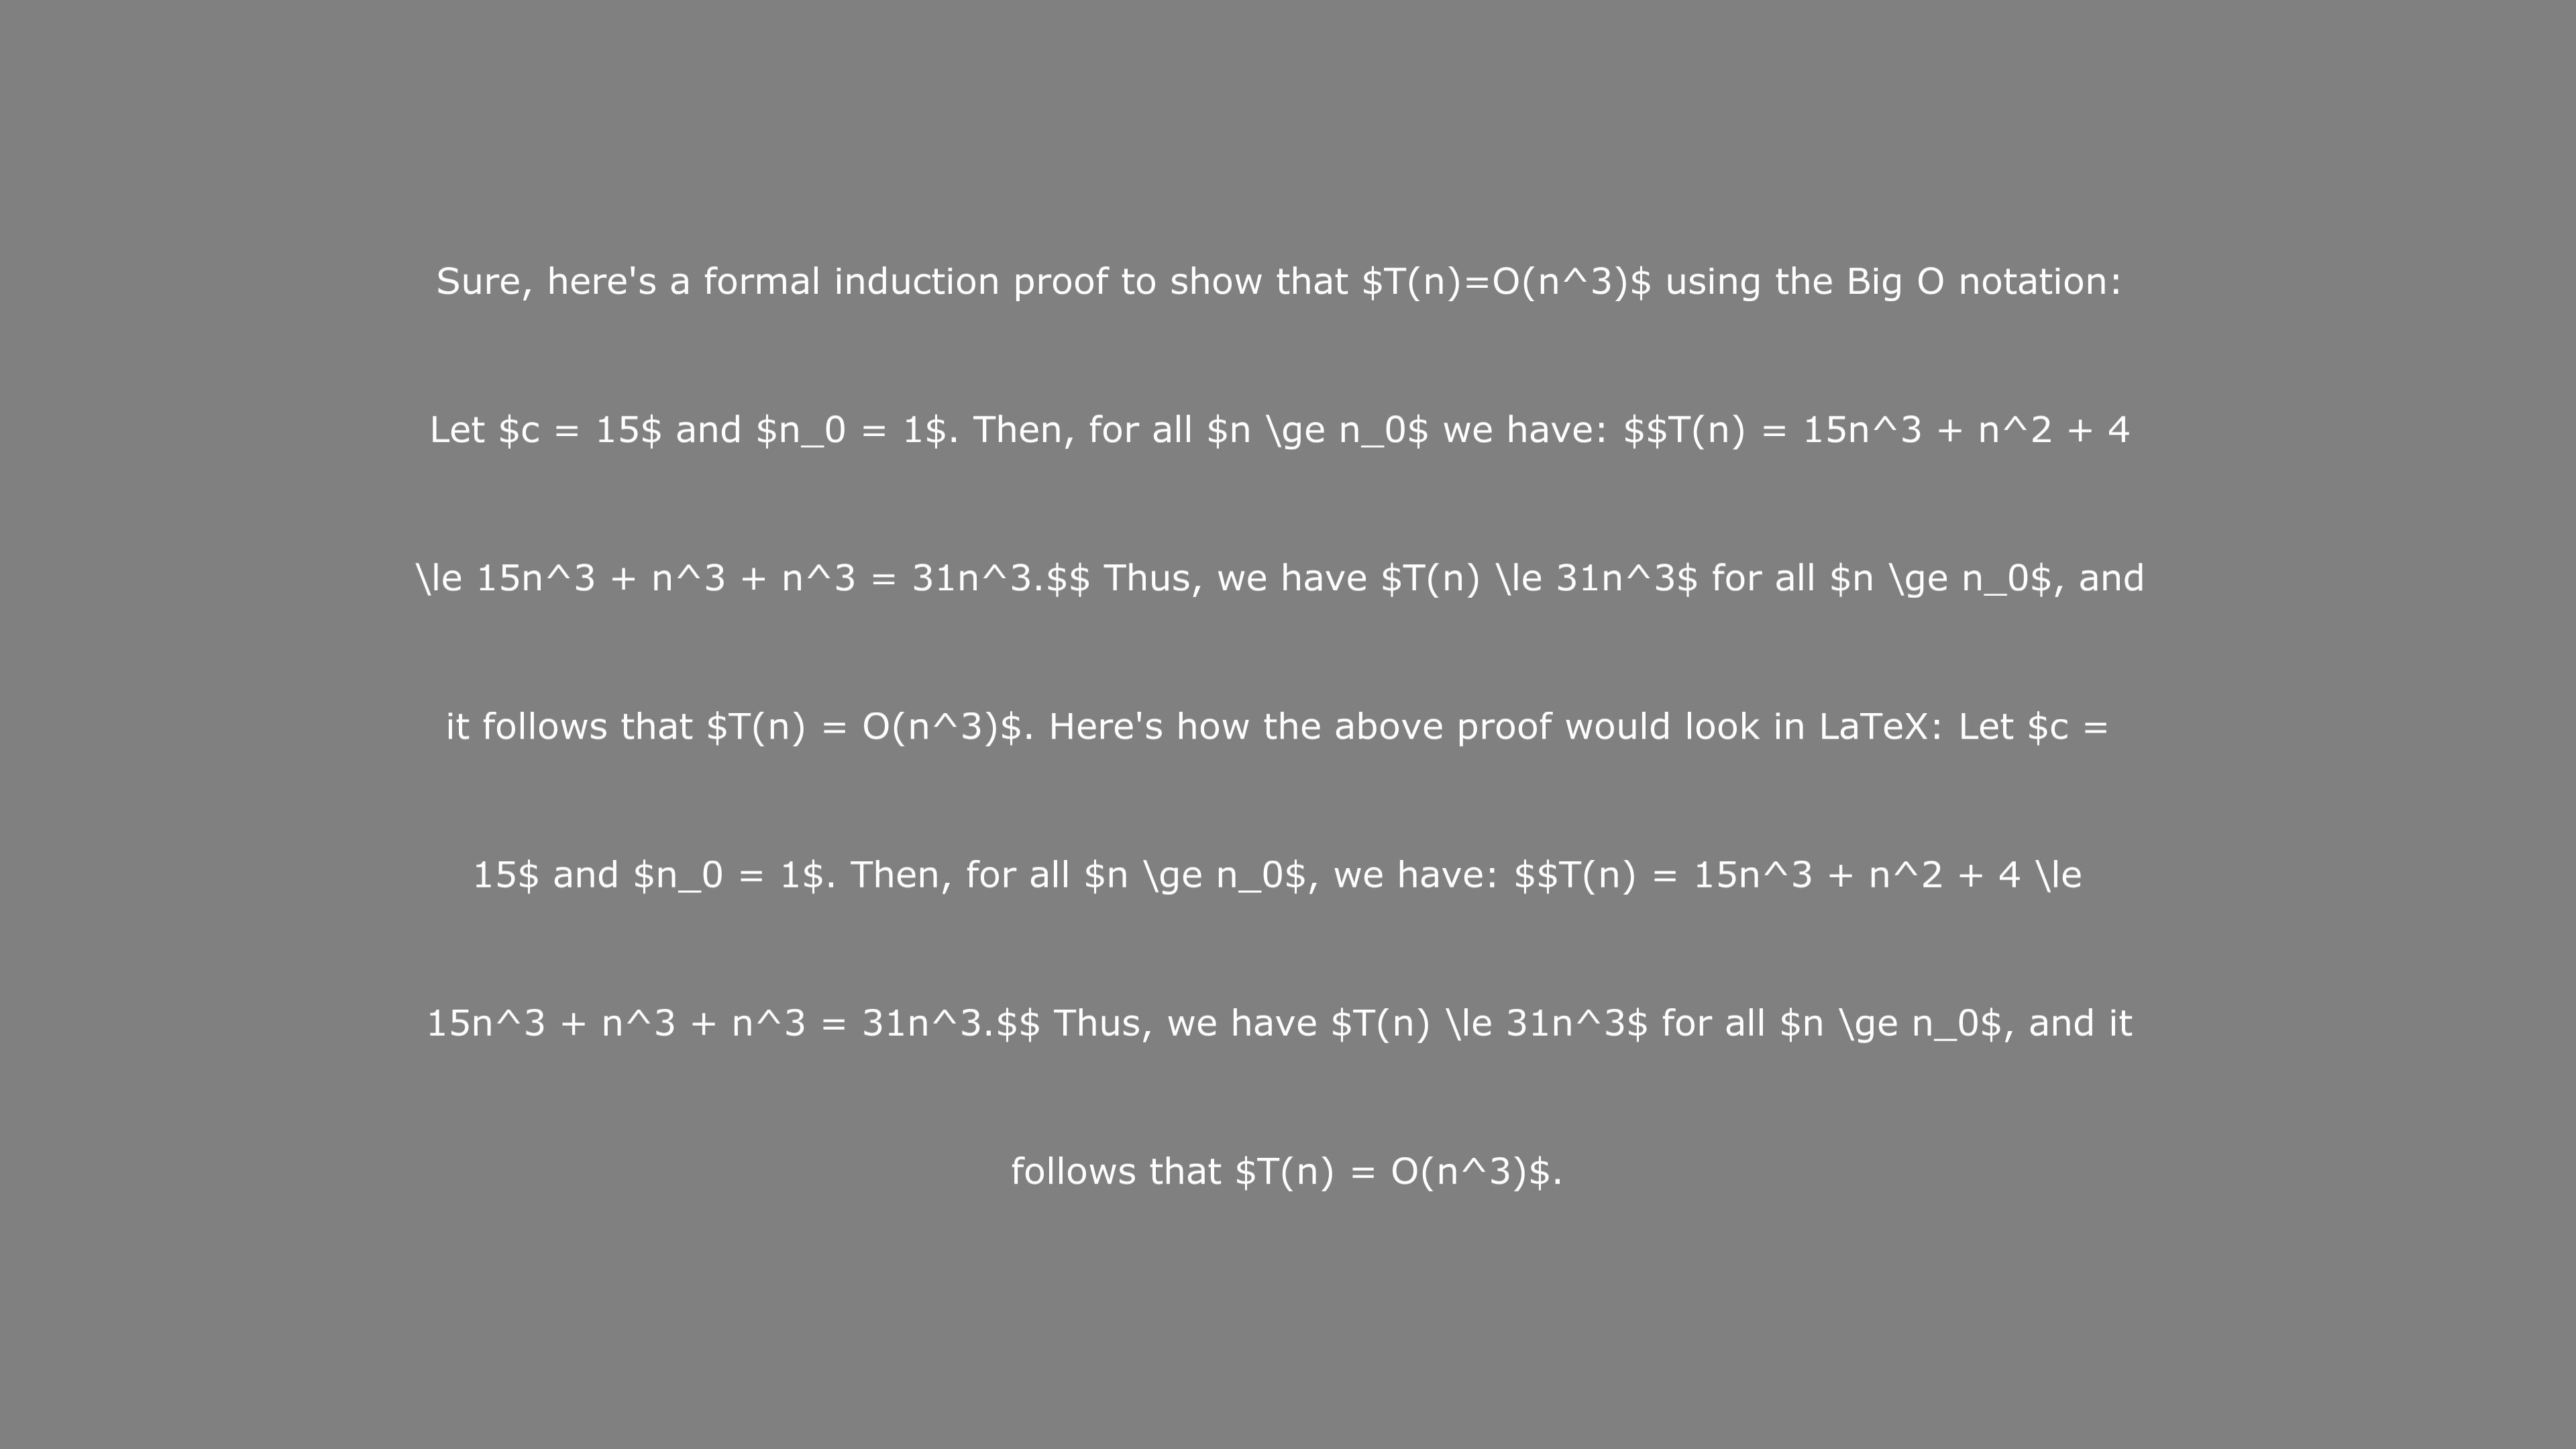 Sure, here's a formal induction proof to show that $T(n)=O(n^3)$ using the Big O notation:
Let $c = 15$ and $n_0 = 1$. Then, for all $n \ge n_0$ we have: $$T(n) = 15n^3 + n^2 + 4
\le 15n^3 + n^3 + n^3 = 31n^3.$$ Thus, we have $T(n) \le 31n^3$ for all $n \ge n_0$, and
it follows that $T(n) = O(n^3)$. Here's how the above proof would look in LaTeX: Let $c =
15$ and $n_0 = 1$. Then, for all $n \ge n_0$, we have: $$T(n) = 15n^3 + n^2 + 4 \le
15n^3 + n^3 + n^3 = 31n^3.$$ Thus, we have $T(n) \le 31n^3$ for all $n \ge n_0$, and it
follows that $T(n) = O(n^3)$.